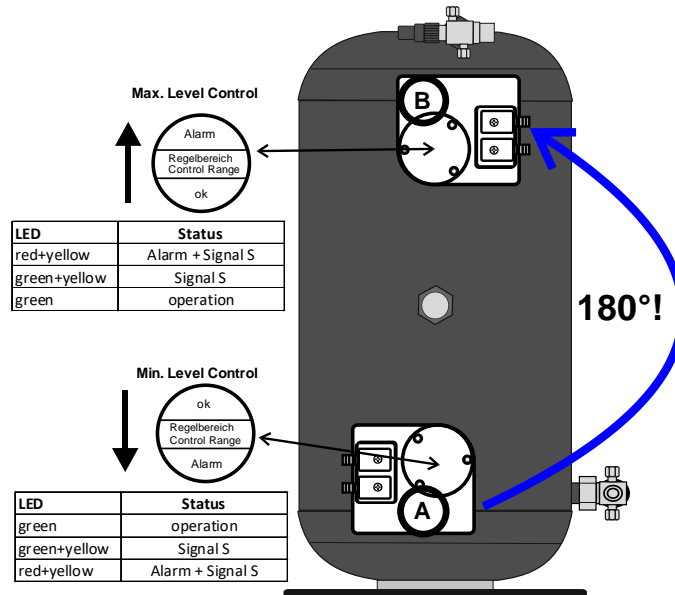 Max. Level Control
Alarm
Regelbereich
Control Range
ok
B
LED Status
red+yellow Alarm + Signal S
green+yellow Signal S
green operation
180°!
Min. Level Control
ok
Regelbereich
Control Range
Alarm
A
LED Status
green operation
green+yellow Signal S
red+yellow Alarm + Signal S